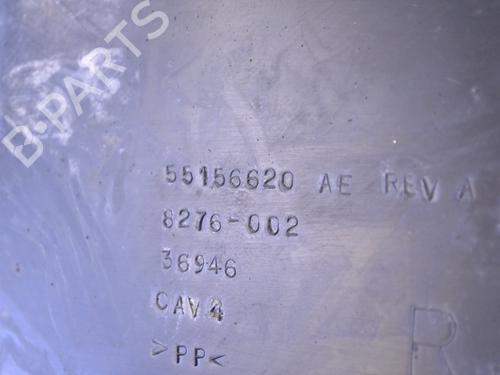 B-PARTS
55156620 AE REV A
8276-002
36946
CAV 4
>PP<
R